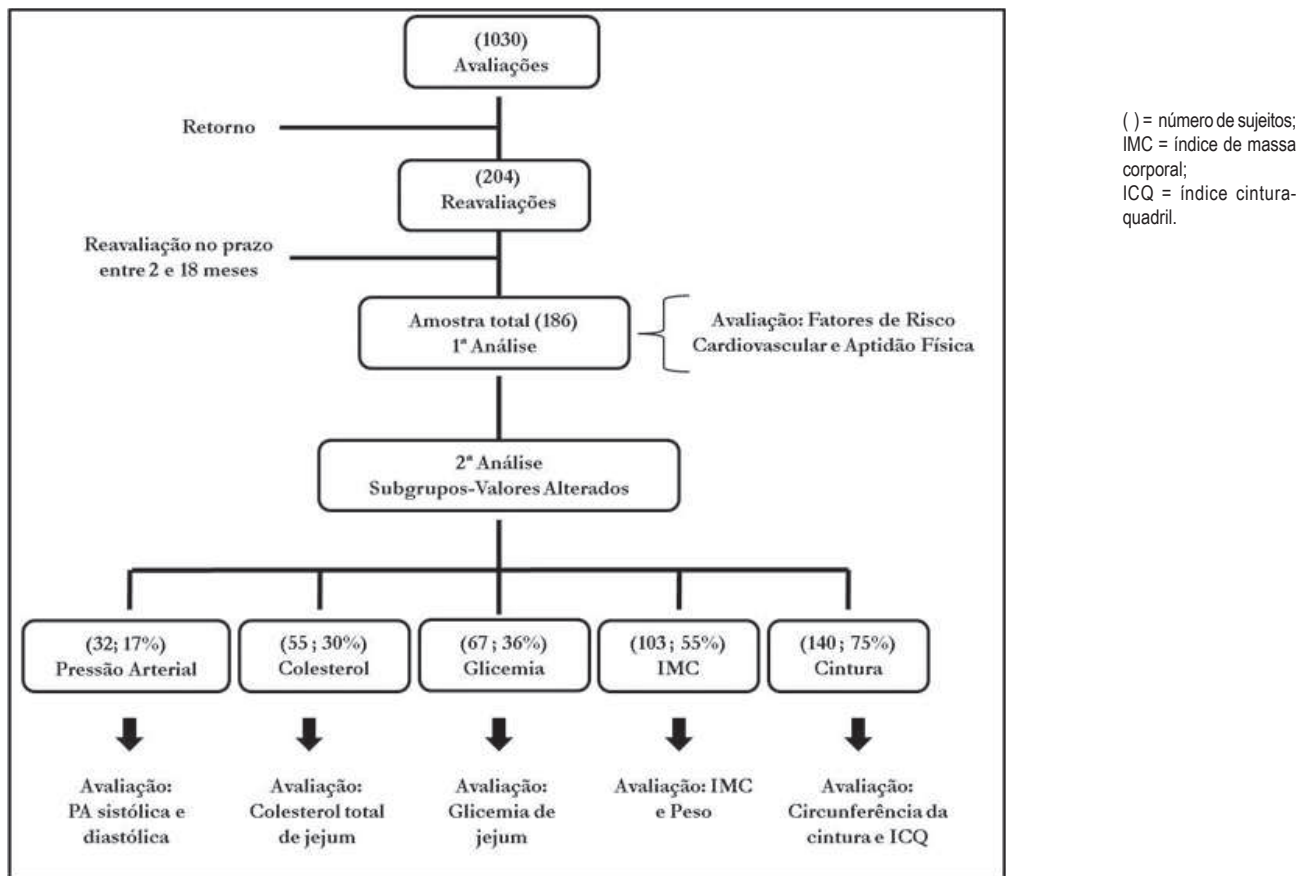 (1030)
Avaliações
Retorno
(204)
Reavaliações
Reavaliação no prazo
entre 2 e 18 meses
Amostra total (186)
1ª Análise
Avaliação: Fatores de Risco
Cardiovascular e Aptidão Física
2ª Análise
Subgrupos-Valores Alterados
(32; 17%)
Pressão Arterial
(55 ; 30%)
Colesterol
(67 ; 36%)
Glicemia
(103 ; 55%)
IMC
(140 ; 75%)
Cintura
Avaliação:
PA sistólica e
diastólica
Avaliação:
Colesterol total
de jejum
Avaliação:
Glicemia de
jejum
Avaliação: IMC
e Peso
Avaliação:
Circunferência da
cintura e ICQ
( ) = número de sujeitos;
IMC = índice de massa
corporal;
ICQ = índice cintura-
quadril.